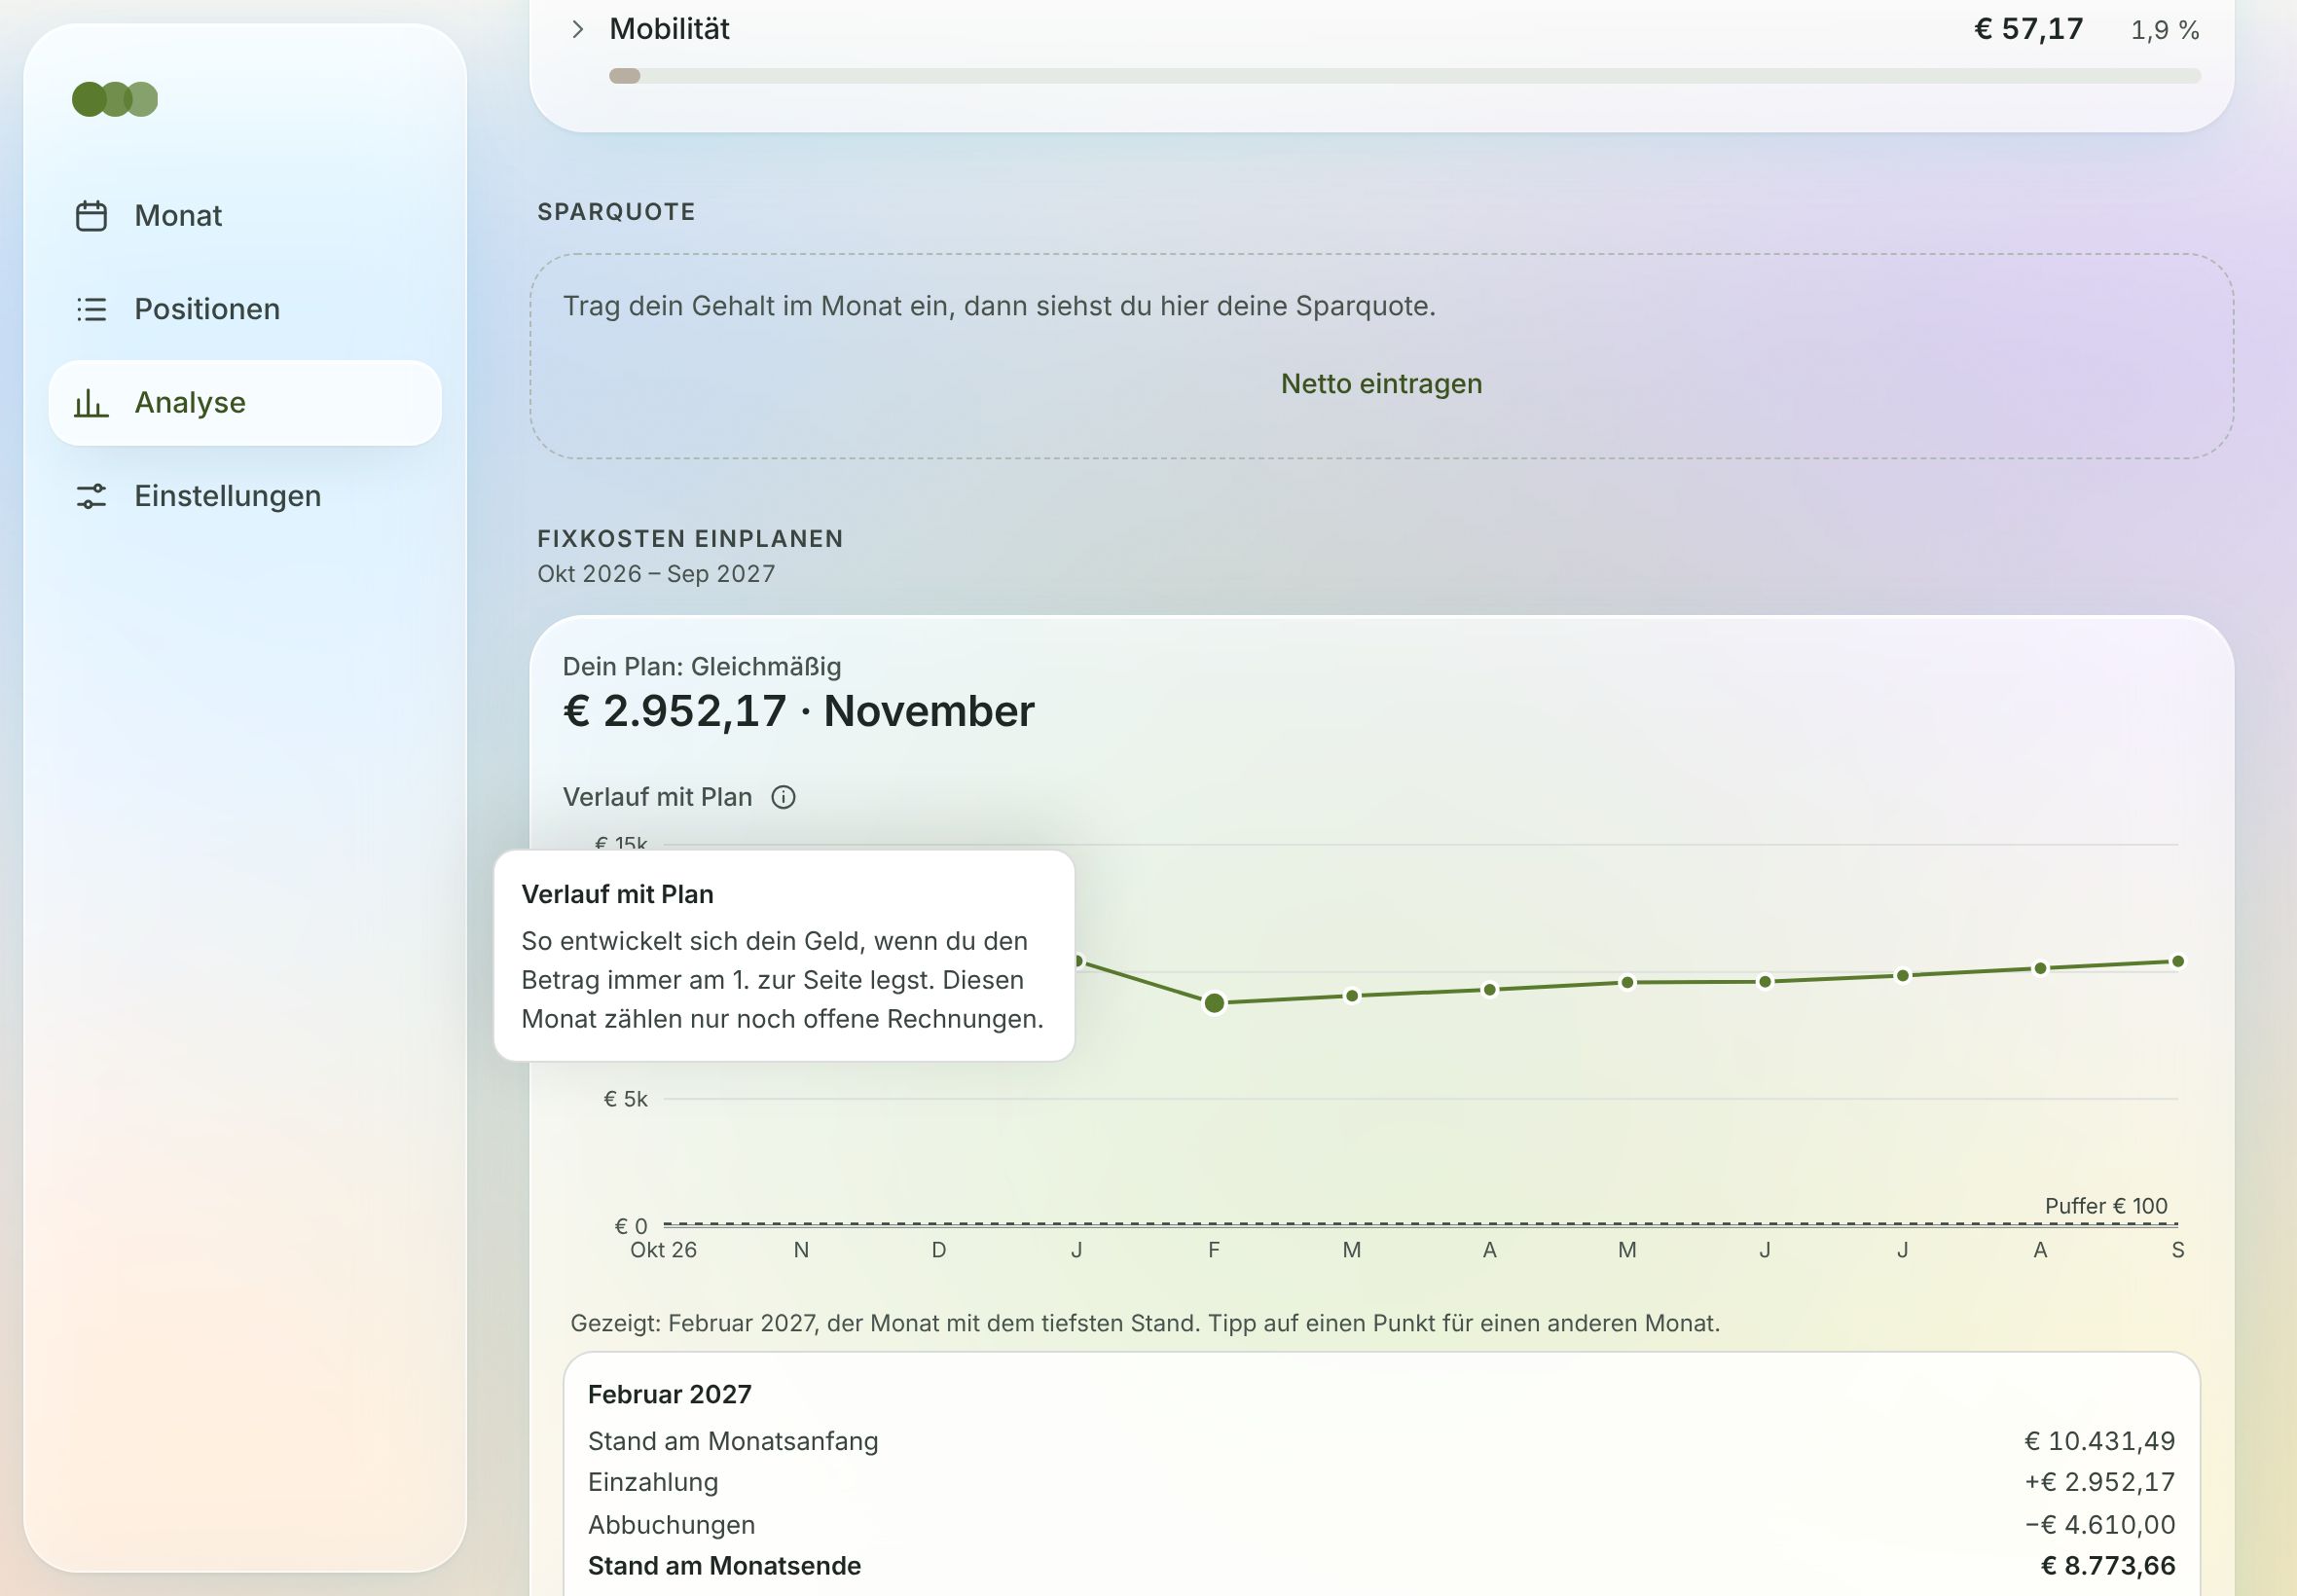 Mobilität € 57,17 1,9 %
Monat
Positionen
Analyse
Einstellungen
SPARQUOTE
Trag dein Gehalt im Monat ein, dann siehst du hier deine Sparquote.
Netto eintragen
FIXKOSTEN EINPLANEN
Okt 2026 – Sep 2027
Dein Plan: Gleichmäßig
€ 2.952,17 · November
Verlauf mit Plan
€ 15k
Verlauf mit Plan
So entwickelt sich dein Geld, wenn du den
Betrag immer am 1. zur Seite legst. Diesen
Monat zählen nur noch offene Rechnungen.
€ 5k
Puffer € 100
€ 0
Okt 26 N D J F M A M J J A S
Gezeigt: Februar 2027, der Monat mit dem tiefsten Stand. Tipp auf einen Punkt für einen anderen Monat.
Februar 2027
Stand am Monatsanfang € 10.431,49
Einzahlung +€ 2.952,17
Abbuchungen −€ 4.610,00
Stand am Monatsende € 8.773,66